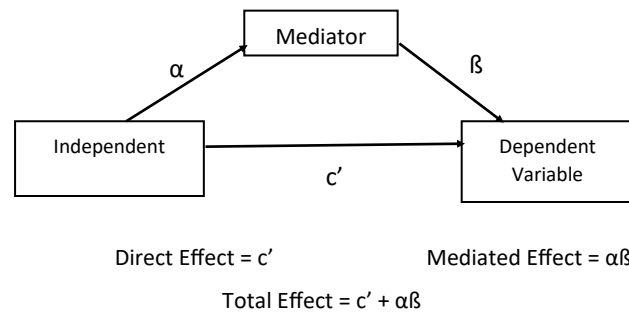 Mediator
α
ß
Independent
Dependent
Variable
c’
Direct Effect = c’
Mediated Effect = αß
Total Effect = c’ + αß